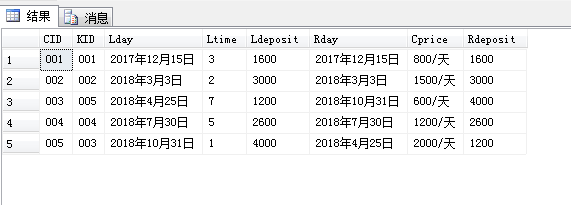 结果 消息
CID KID Lday Ltime Ldeposit Rday Cprice Rdeposit
1 001 001 2017年12月15日 3 1600 2017年12月15日 800/天 1600
2 002 002 2018年3月3日 2 3000 2018年3月3日 1500/天 3000
3 003 005 2018年4月25日 7 1200 2018年10月31日 600/天 4000
4 004 004 2018年7月30日 5 2600 2018年7月30日 1200/天 2600
5 005 003 2018年10月31日 1 4000 2018年4月25日 2000/天 1200